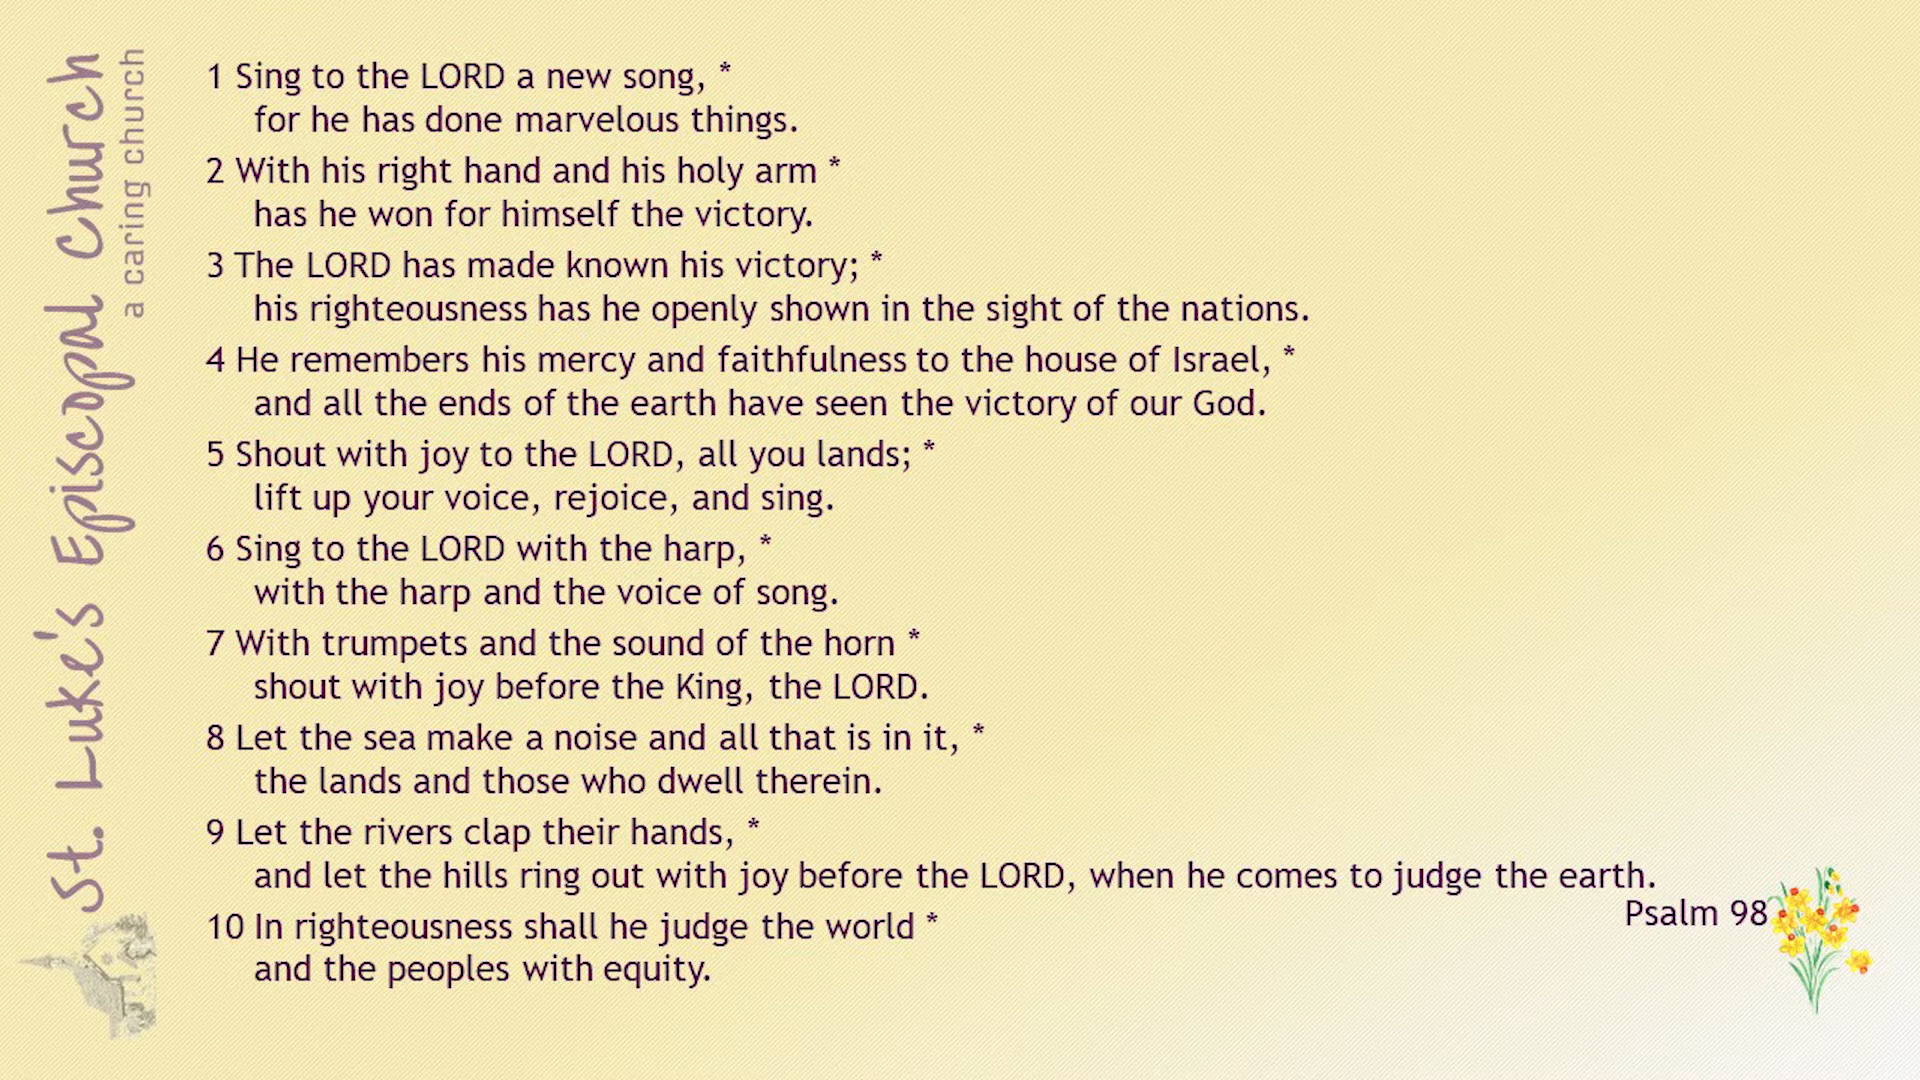 St. Luke's Episcopal Church
a caring church
1 Sing to the LORD a new song, *
for he has done marvelous things.
2 With his right hand and his holy arm *
has he won for himself the victory.
3 The LORD has made known his victory; *
his righteousness has he openly shown in the sight of the nations.
4 He remembers his mercy and faithfulness to the house of Israel, *
and all the ends of the earth have seen the victory of our God.
5 Shout with joy to the LORD, all you lands; *
lift up your voice, rejoice, and sing.
6 Sing to the LORD with the harp, *
with the harp and the voice of song.
7 With trumpets and the sound of the horn *
shout with joy before the King, the LORD.
8 Let the sea make a noise and all that is in it, *
the lands and those who dwell therein.
9 Let the rivers clap their hands, *
and let the hills ring out with joy before the LORD, when he comes to judge the earth.
10 In righteousness shall he judge the world *
and the peoples with equity.
Psalm 98